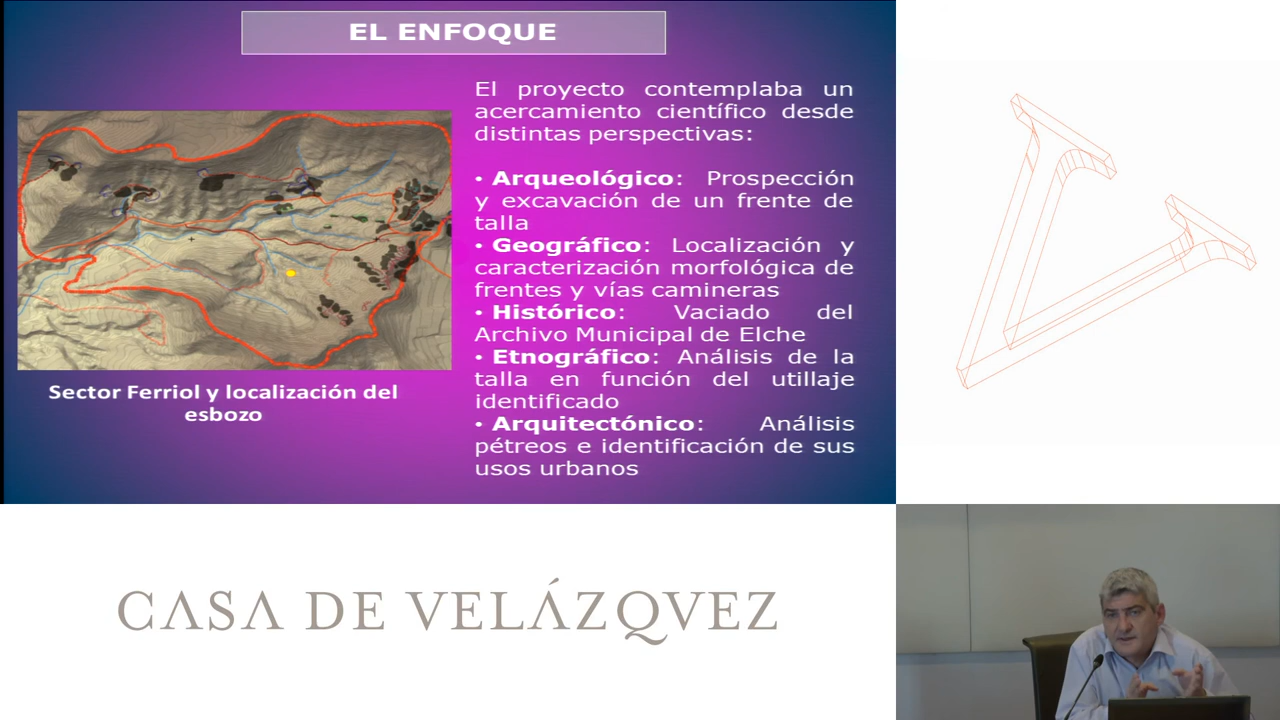 EL ENFOQUE
El proyecto contemplaba un
acercamiento científico desde
distintas perspectivas:
• Arqueológico: Prospección
y excavación de un frente de
talla
• Geográfico: Localización y
caracterización morfológica de
frentes y vías camineras
• Histórico: Vaciado del
Archivo Municipal de Elche
• Etnográfico: Análisis de la
talla en función del utillaje
identificado
• Arquitectónico: Análisis
pétreos e identificación de sus
usos urbanos
Sector Ferriol y localización del
esbozo
CASA DE VELÁZQVEZ